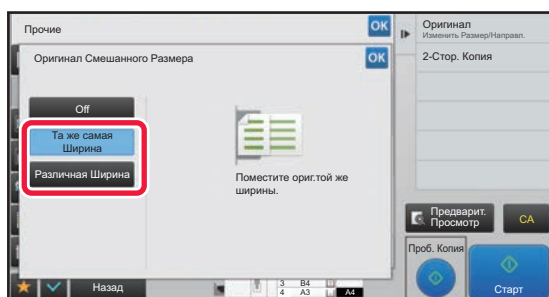 Прочие
OK
Оригинал Смешанного Размера
OK
Off
Та же самая
Ширина
Различная Ширина
Поместите ориг.той же
ширины.
Оригинал
Изменить Размер/Направл.
2-Стор. Копия
Предварит.
Просмотр
CA
Проб. Копия
Старт
Назад
3 B4
4 A3
A4